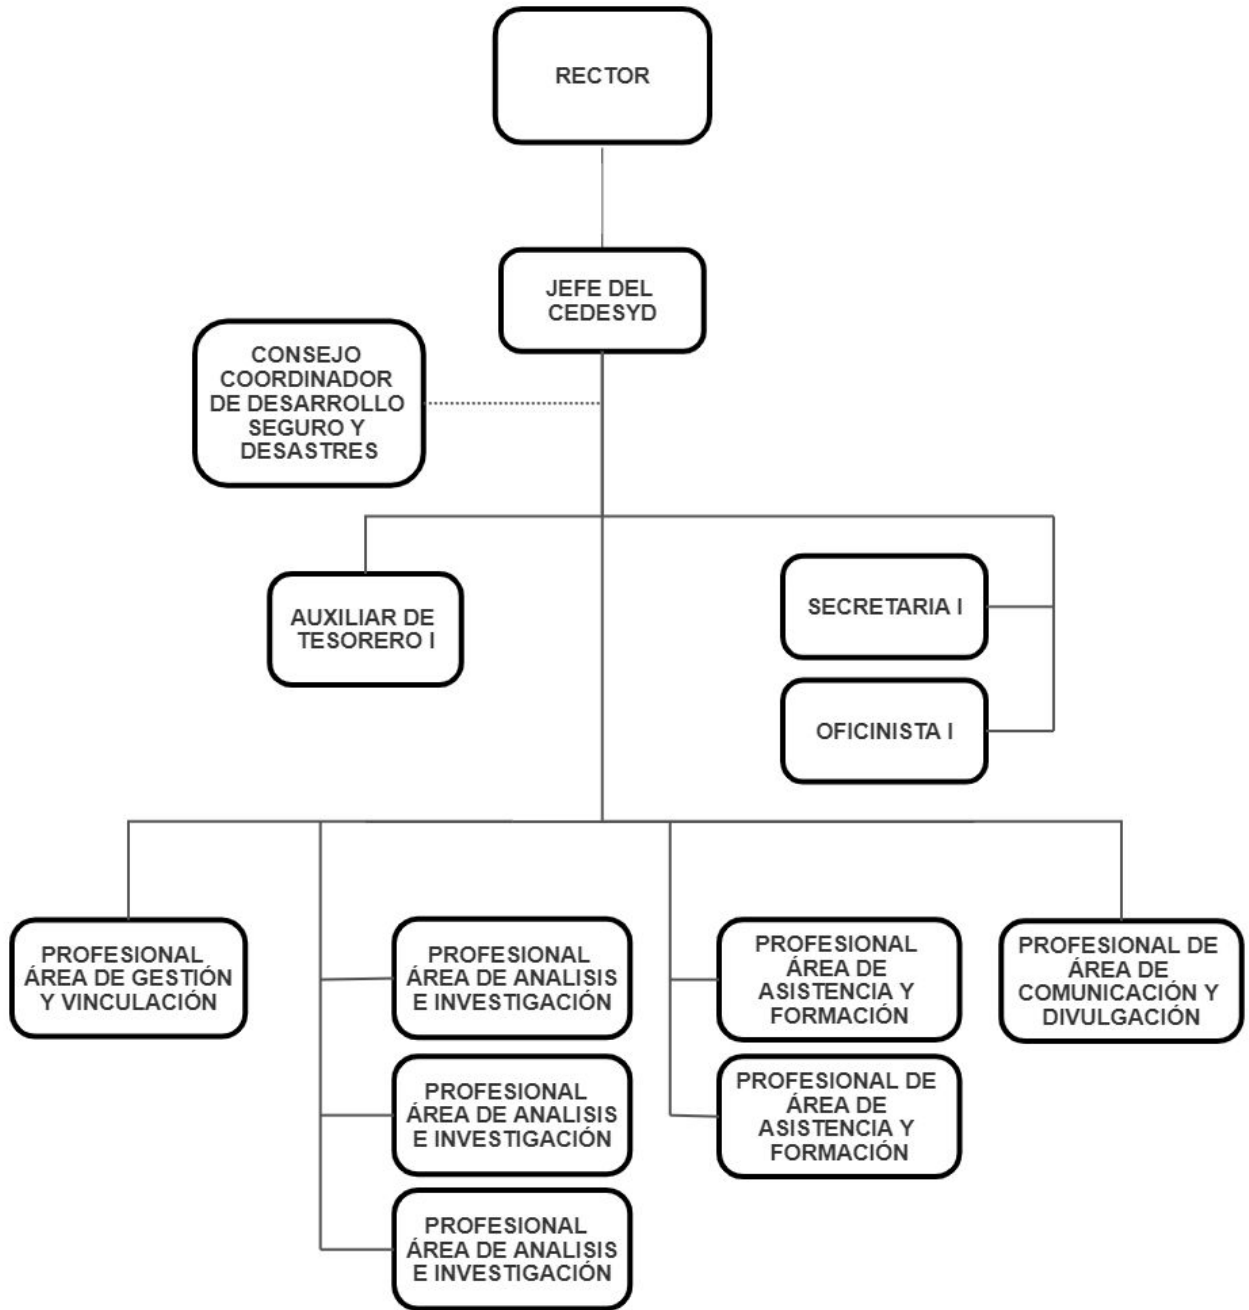 RECTOR
JEFE DEL
CEDESYD
CONSEJO
COORDINADOR
DE DESARROLLO
SEGURO Y
DESASTRES
AUXILIAR DE
TESORERO I
SECRETARIA I
OFICINISTA I
PROFESIONAL
ÁREA DE GESTIÓN
Y VINCULACIÓN
PROFESIONAL
ÁREA DE ANALISIS
E INVESTIGACIÓN
PROFESIONAL
ÁREA DE ANALISIS
E INVESTIGACIÓN
PROFESIONAL
ÁREA DE ANALISIS
E INVESTIGACIÓN
PROFESIONAL
ÁREA DE
ASISTENCIA Y
FORMACIÓN
PROFESIONAL DE
ÁREA DE
ASISTENCIA Y
FORMACIÓN
PROFESIONAL DE
ÁREA DE
COMUNICACIÓN Y
DIVULGACIÓN